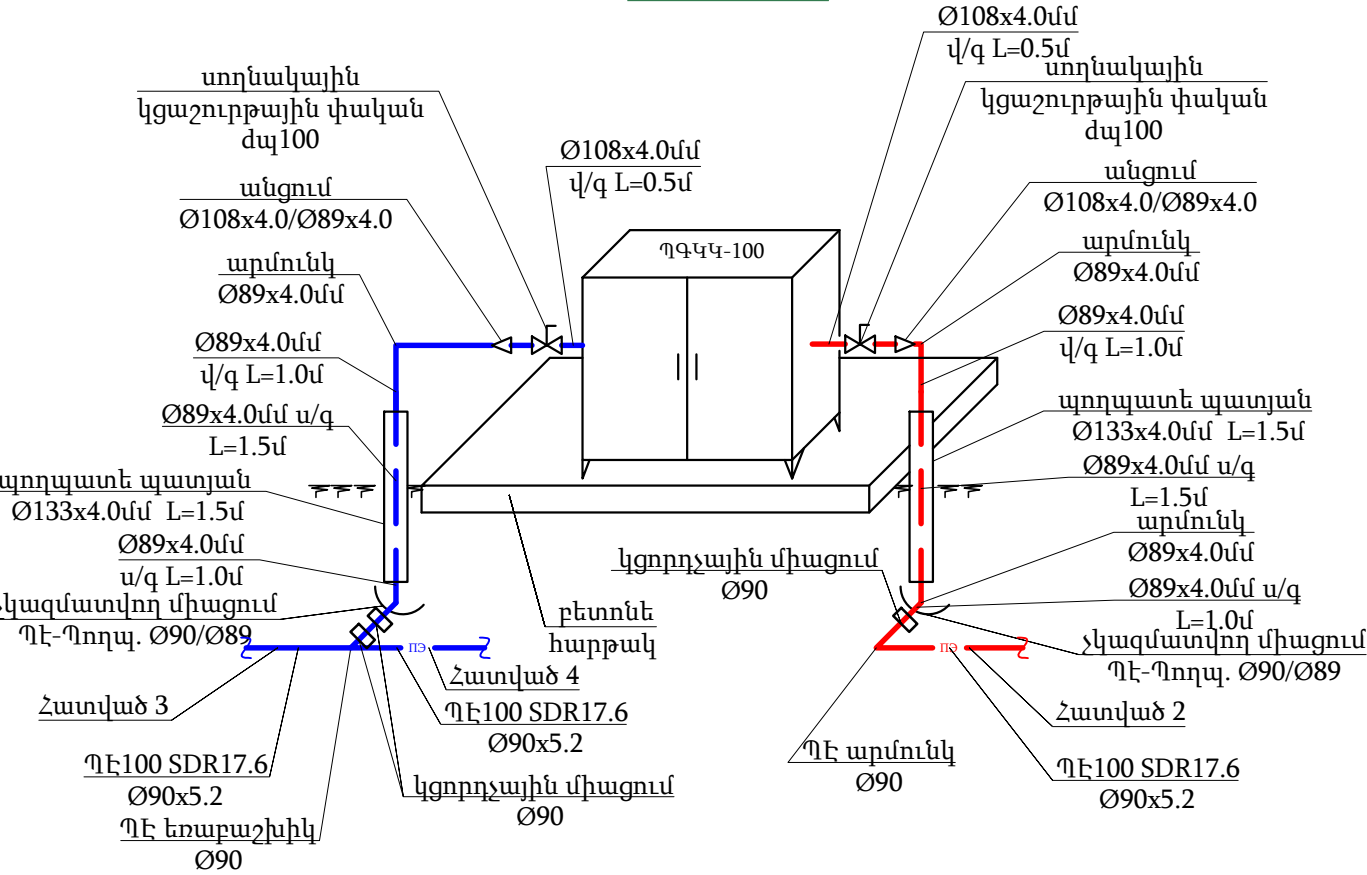 Ø108x4.0մմ
վ/գ L=0.5մ
սողնակային
կցաշուրթային փական
դպ100
սողնակային
կցաշուրթային փական
դպ100
Ø108x4.0մմ
վ/գ L=0.5մ
անցում
Ø108x4.0/Ø89x4.0
անցում
Ø108x4.0/Ø89x4.0
ՊԳԿԿ-100
արմունկ
Ø89x4.0մմ
արմունկ
Ø89x4.0մմ
Ø89x4.0մմ
վ/գ L=1.0մ
Ø89x4.0մմ
վ/գ L=1.0մ
Ø89x4.0մմ ս/գ
L=1.5մ
պողպատե պատյան
Ø133x4.0մմ L=1.5մ
պողպատե պատյան
Ø133x4.0մմ L=1.5մ
Ø89x4.0մմ ս/գ
L=1.5մ
Ø89x4.0մմ
ս/գ L=1.0մ
արմունկ
Ø89x4.0մմ
կցորդչային միացում
Ø90
Ø89x4.0մմ ս/գ
L=1.0մ
չկազմատվող միացում
ՊԷ-Պողպ. Ø90/Ø89
բետոնե
հարթակ
չկազմատվող միացում
ՊԷ-Պողպ. Ø90/Ø89
ПЭ
ПЭ
Հատված 3
Հատված 4
Հատված 2
ՊԷ100 SDR17.6
Ø90x5.2
ՊԷ100 SDR17.6
Ø90x5.2
կցորդչային միացում
Ø90
ՊԷ արմունկ
Ø90
ՊԷ100 SDR17.6
Ø90x5.2
ՊԷ եռաբաշխիկ
Ø90